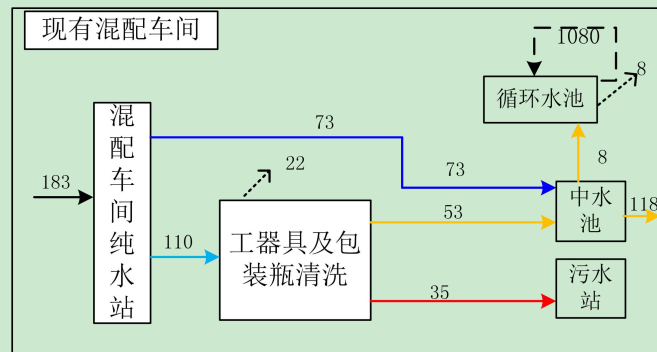 现有混配车间
1080
8
循环水池
混配车间纯水站
73
183
22
73
8
中水
池
118
53
110
工器具及包
装瓶清洗
35
污水
站